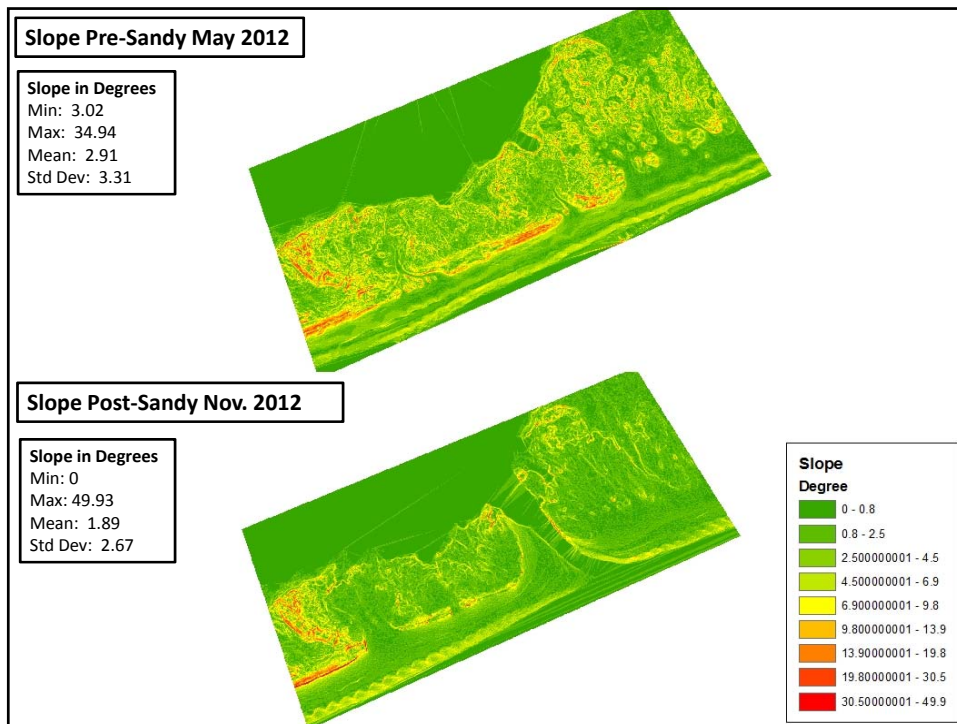 Slope Pre-Sandy May 2012
Slope in Degrees
Min: 3.02
Max: 34.94
Mean: 2.91
Std Dev: 3.31
Slope Post-Sandy Nov. 2012
Slope in Degrees
Min: 0
Max: 49.93
Mean: 1.89
Std Dev: 2.67
Slope
Degree
0 - 0.8
0.8 - 2.5
2.500000001 - 4.5
4.500000001 - 6.9
6.900000001 - 9.8
9.800000001 - 13.9
13.90000001 - 19.8
19.80000001 - 30.5
30.50000001 - 49.9